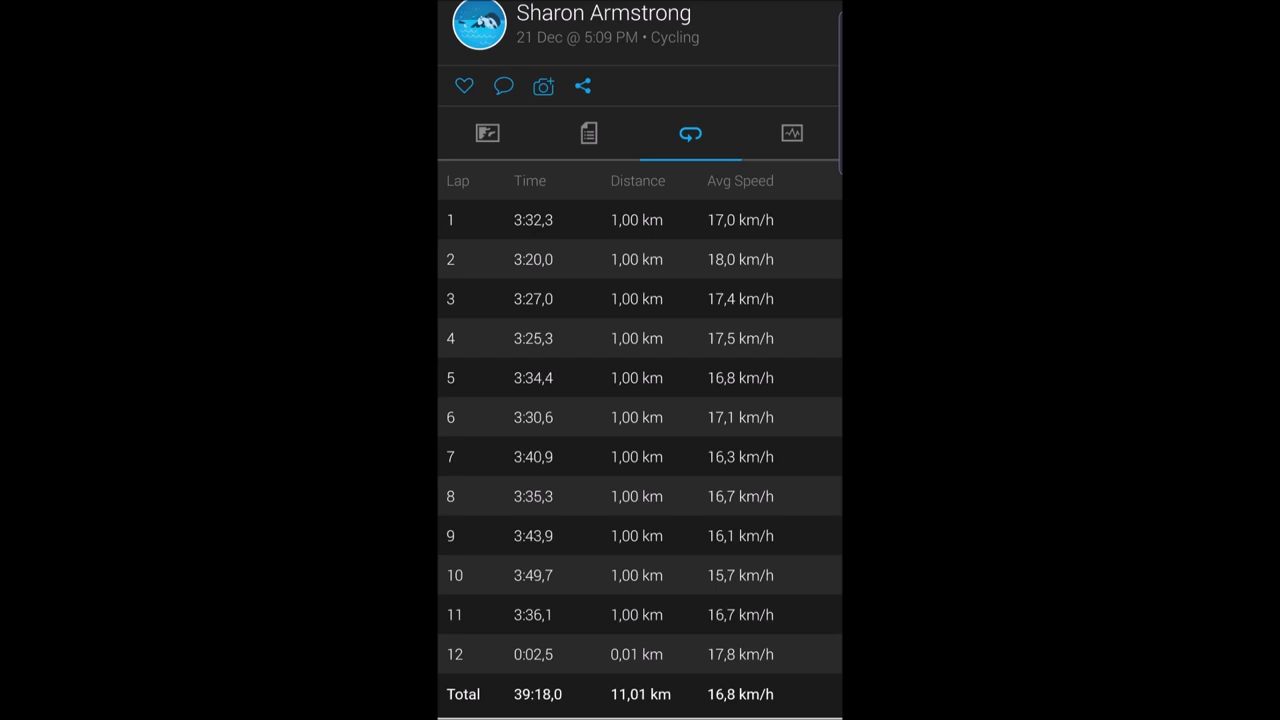 Sharon Armstrong
21 Dec @ 5:09 PM • Cycling
Lap Time Distance Avg Speed
1 3:32,3 1,00 km 17,0 km/h
2 3:20,0 1,00 km 18,0 km/h
3 3:27,0 1,00 km 17,4 km/h
4 3:25,3 1,00 km 17,5 km/h
5 3:34,4 1,00 km 16,8 km/h
6 3:30,6 1,00 km 17,1 km/h
7 3:40,9 1,00 km 16,3 km/h
8 3:35,3 1,00 km 16,7 km/h
9 3:43,9 1,00 km 16,1 km/h
10 3:49,7 1,00 km 15,7 km/h
11 3:36,1 1,00 km 16,7 km/h
12 0:02,5 0,01 km 17,8 km/h
Total 39:18,0 11,01 km 16,8 km/h